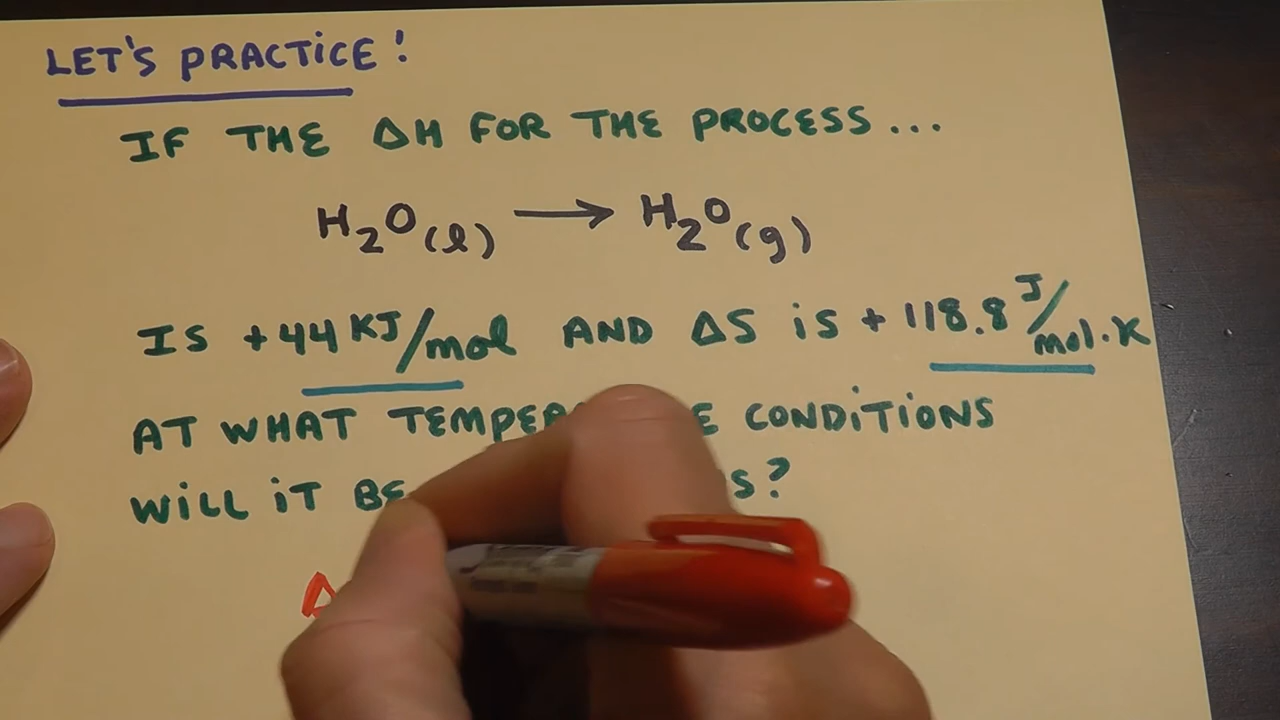 LET'S PRACTICE!
IF THE ΔH FOR THE PROCESS...
H₂O(l) → H₂O(g)
IS +44 KJ/mol AND ΔS iS +118.8 J/mol·K
AT WHAT CONDiTiONS
WiLL iT BE